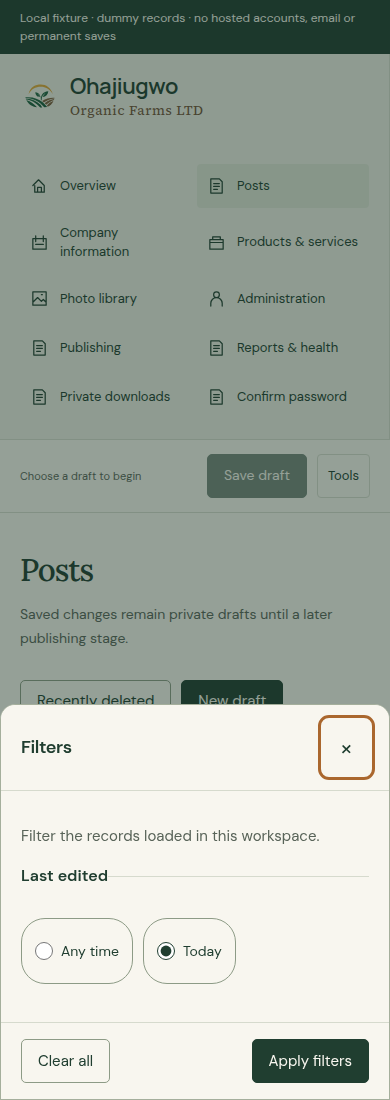 Local fixture · dummy records · no hosted accounts, email or
permanent saves
Ohajiugwo
Organic Farms LTD
Overview
Posts
Company
information
Products & services
Photo library
Administration
Publishing
Reports & health
Private downloads
Confirm password
Choose a draft to begin
Save draft
Tools
Posts
Saved changes remain private drafts until a later
publishing stage.
Recently deleted
New draft
Filters
×
Filter the records loaded in this workspace.
Last edited
Any time
Today
Clear all
Apply filters